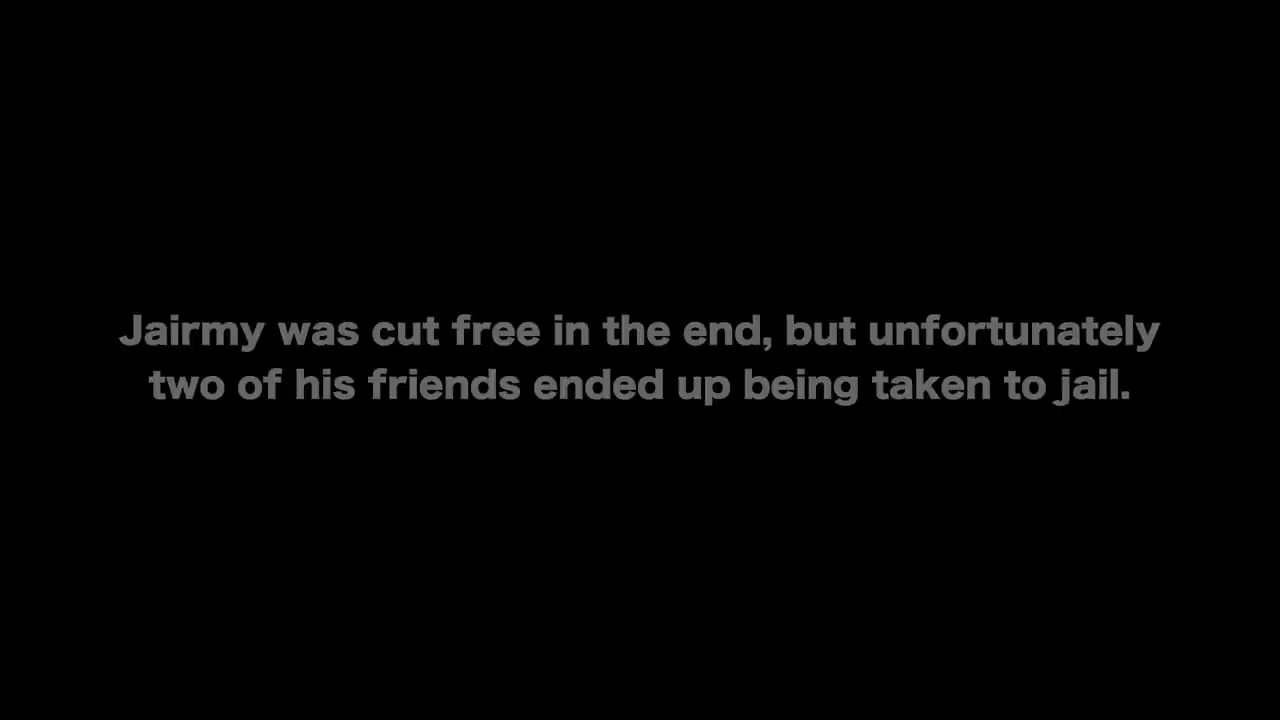 Jairmy was cut free in the end, but unfortunately
two of his friends ended up being taken to jail.